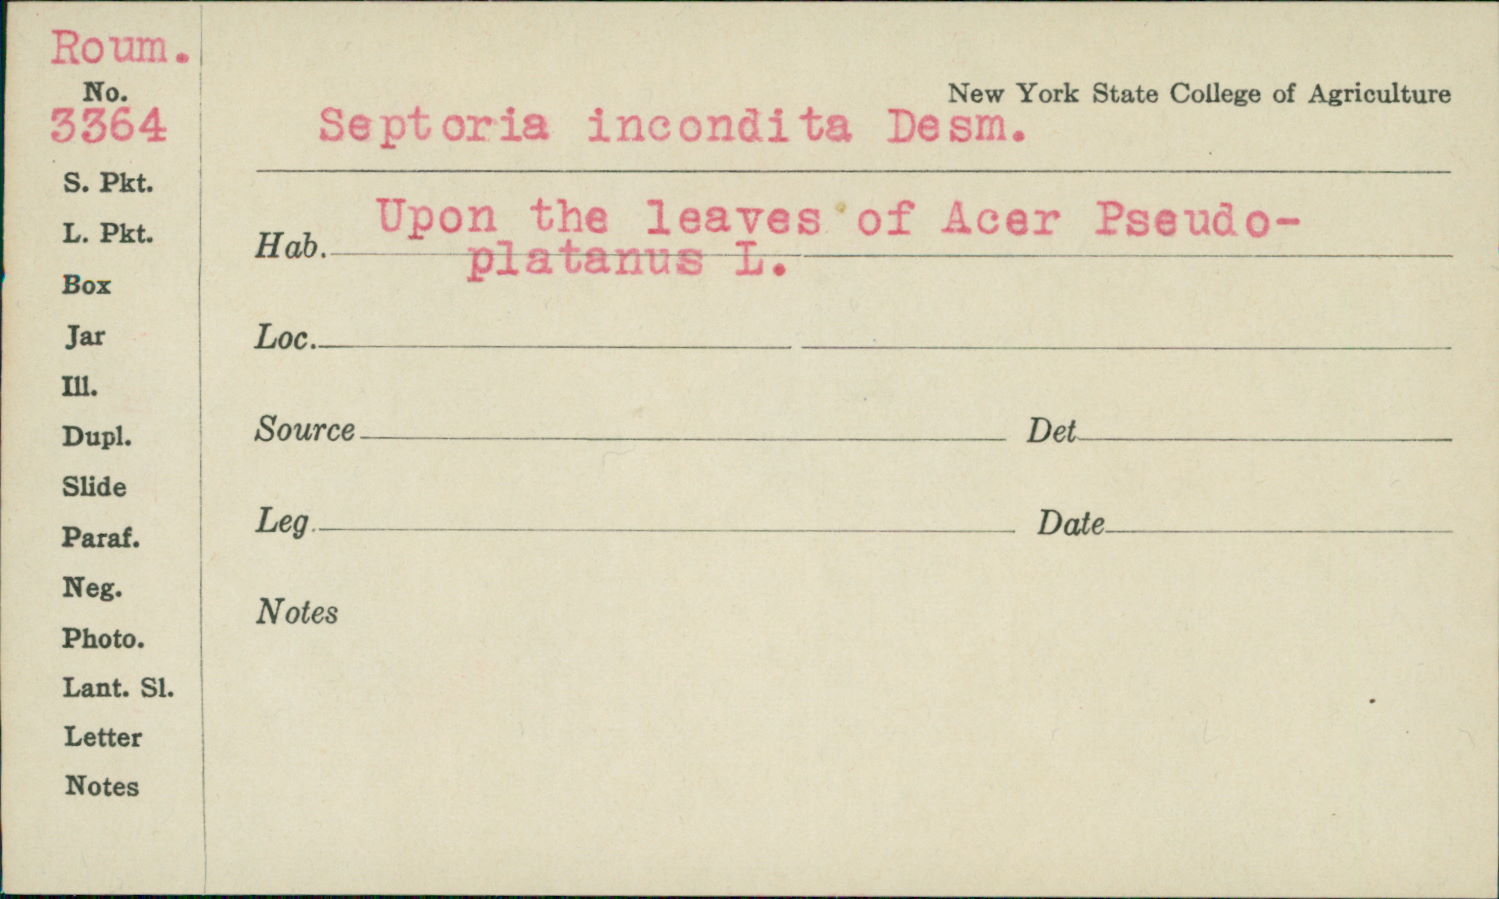 Roum.
No.
3364
S. Pkt.
L. Pkt.
Box
Jar
Ill.
Dupl.
Slide
Paraf.
Neg.
Photo.
Lant. Sl.
Letter
Notes
New York State College of Agriculture
Septoria incondita Desm.
Hab. Upon the leaves of Acer Pseudo-
platanus L.
Loc.
Source Det
Leg. Date
Notes